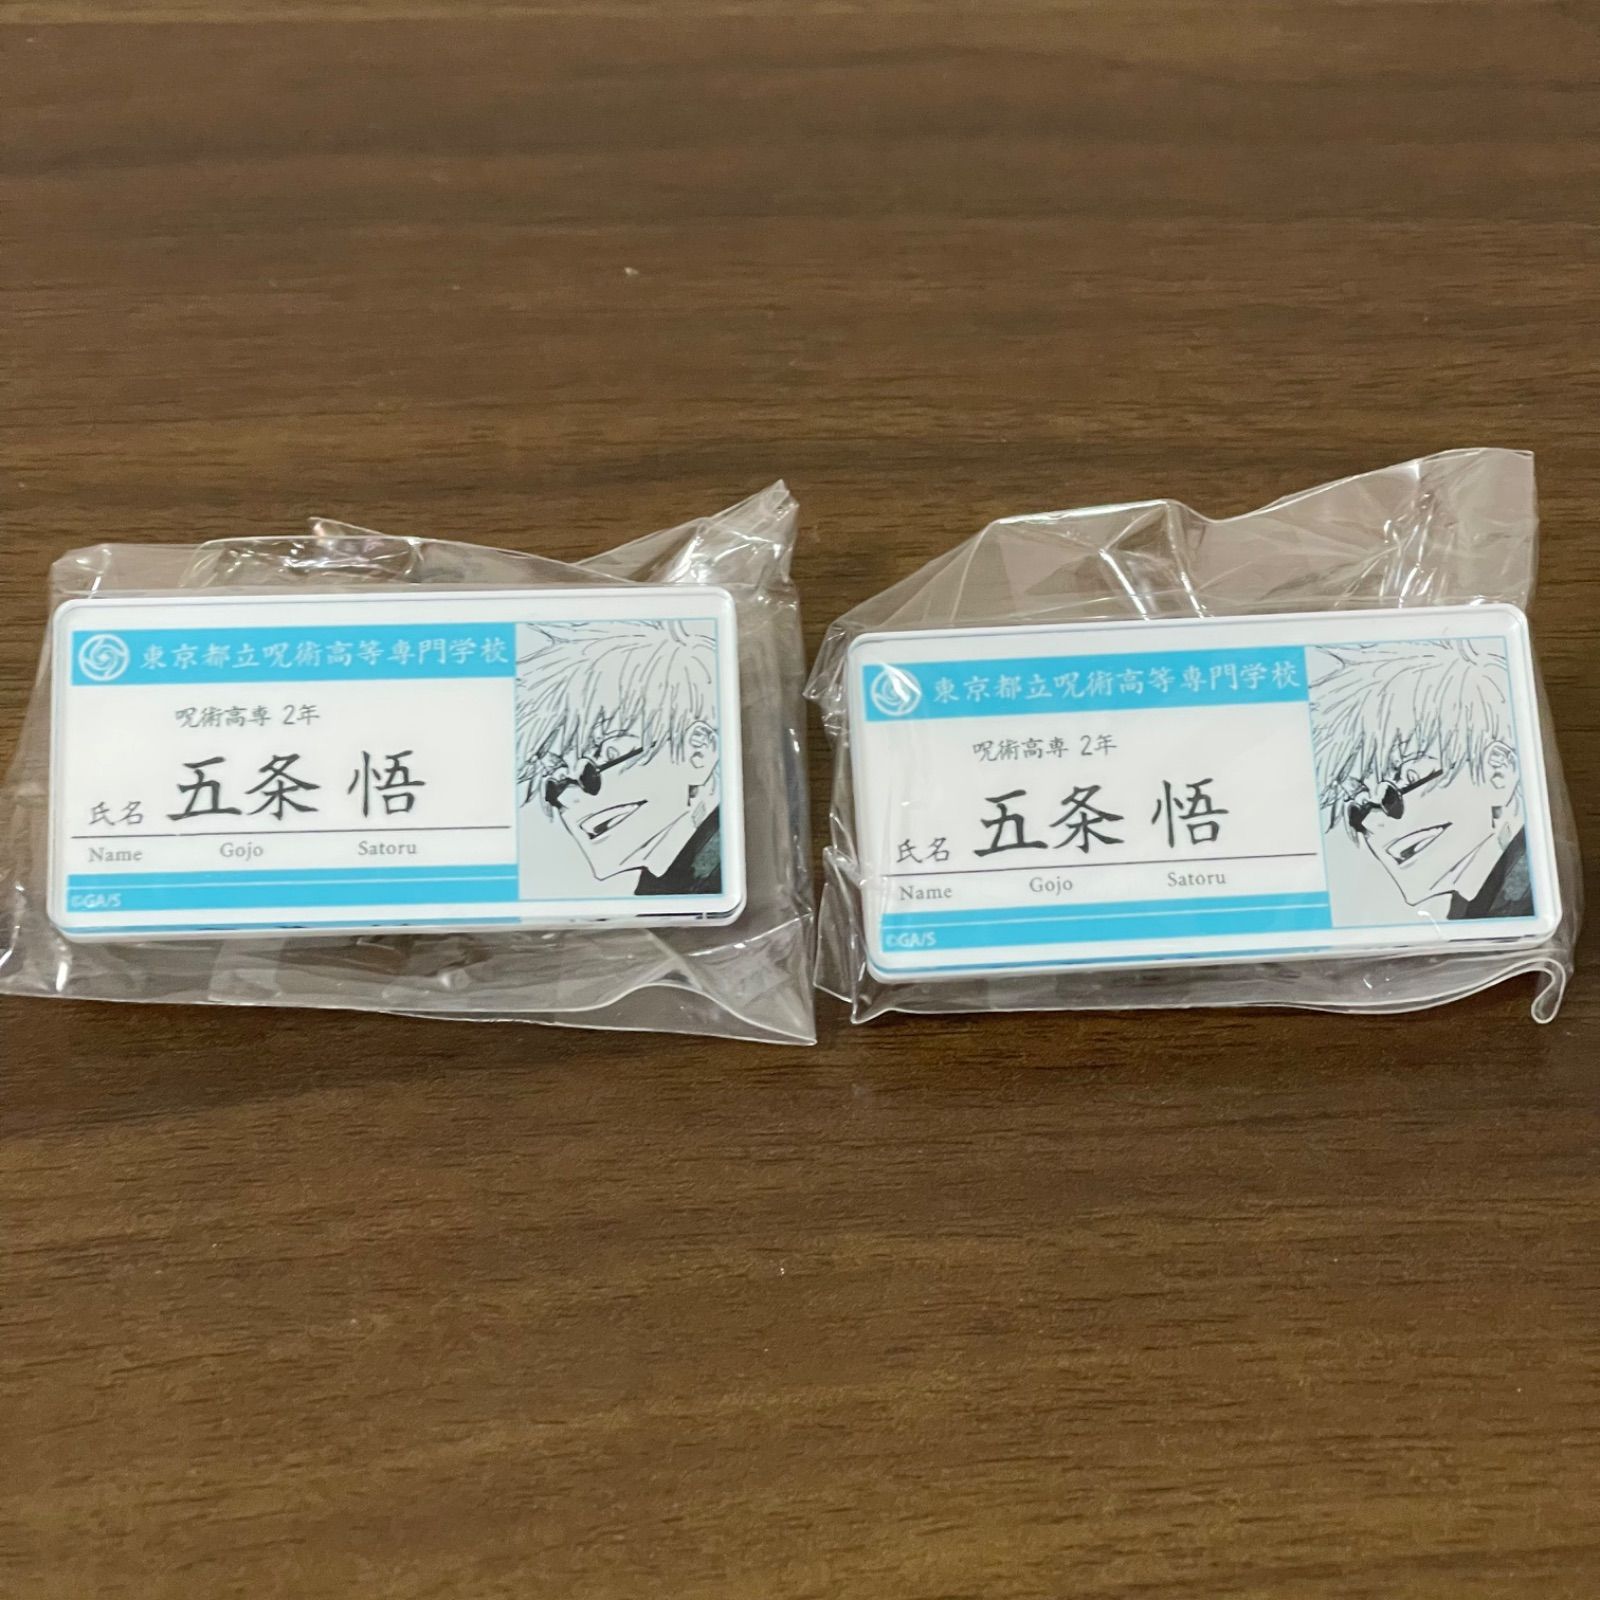 東京都立呪術高等専門学校
呪術高専 2年
氏名 五条 悟
Name Gojo Satoru
©GA/S
東京都立呪術高等専門学校
呪術高専 2年
氏名 五条 悟
Name Gojo Satoru
©GA/S